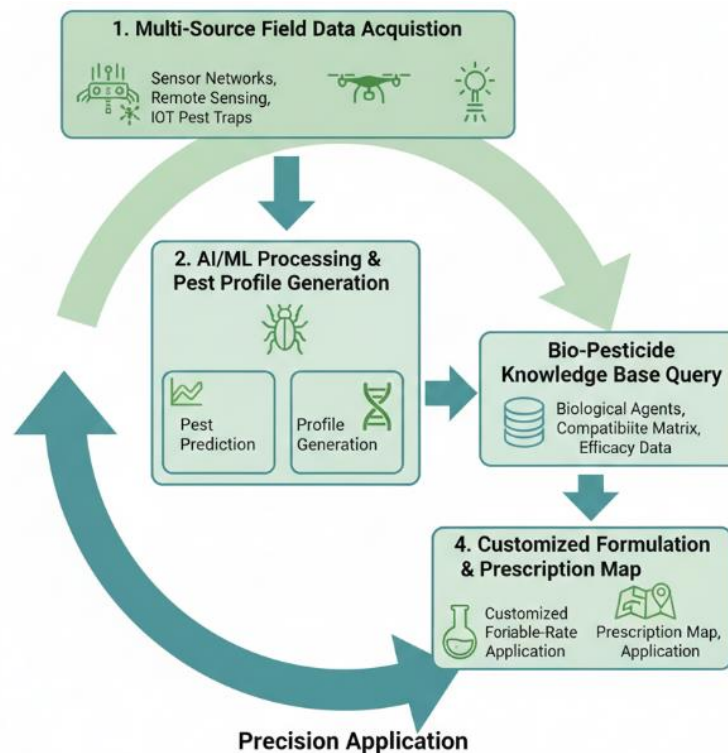 1. Multi-Source Field Data Acquistion
Sensor Networks,
Remote Sensing,
IOT Pest Traps
2. AI/ML Processing &
Pest Profile Generation
Pest
Prediction
Profile
Generation
Bio-Pesticide
Knowledge Base Query
Biological Agents,
Compatibiite Matrix,
Efficacy Data
4. Customized Formulation
& Prescription Map
Customized
Foriable-Rate
Application
Prescription Map,
Application
Precision Application